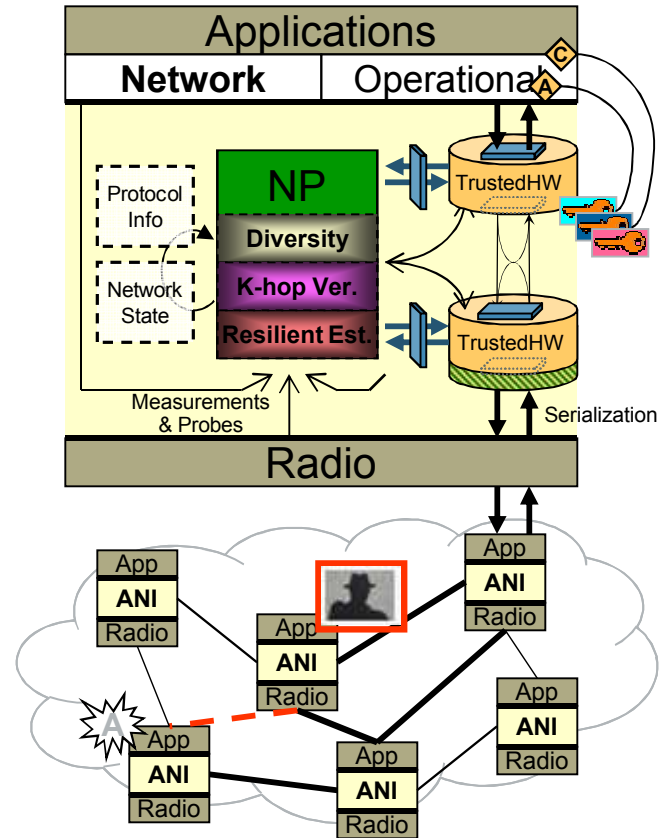 Applications
Network
Operational
C
A
NP
TrustedHW
Protocol
Info
Diversity
K-hop Ver.
Network
State
Resilient Est.
TrustedHW
Measurements
& Probes
Serialization
Radio
App
ANI
Radio
App
ANI
Radio
App
ANI
Radio
App
ANI
Radio
A
App
ANI
Radio
App
ANI
Radio